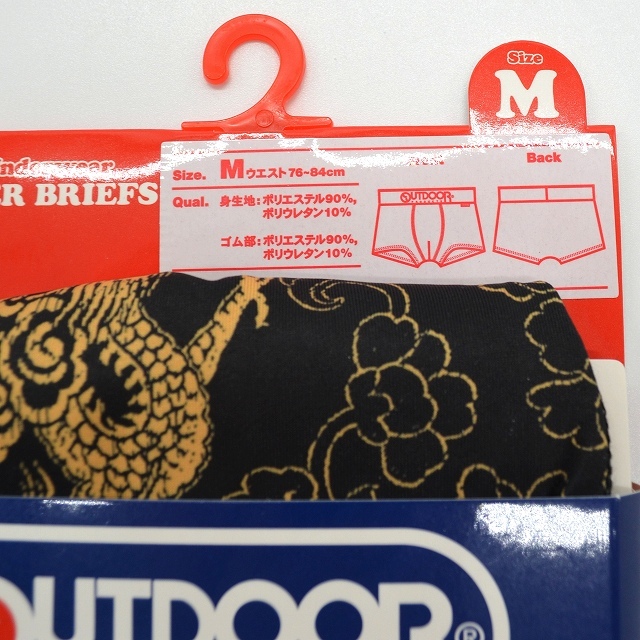 Size
M
Underwear
ER BRIEFS
Size. Mウエスト76~84cm
Back
Qual. 身生地:ポリエステル90%,
ポリウレタン10%
ゴム部:ポリエステル90%,
ポリウレタン10%
OUTDOOR
OUTDOOR®